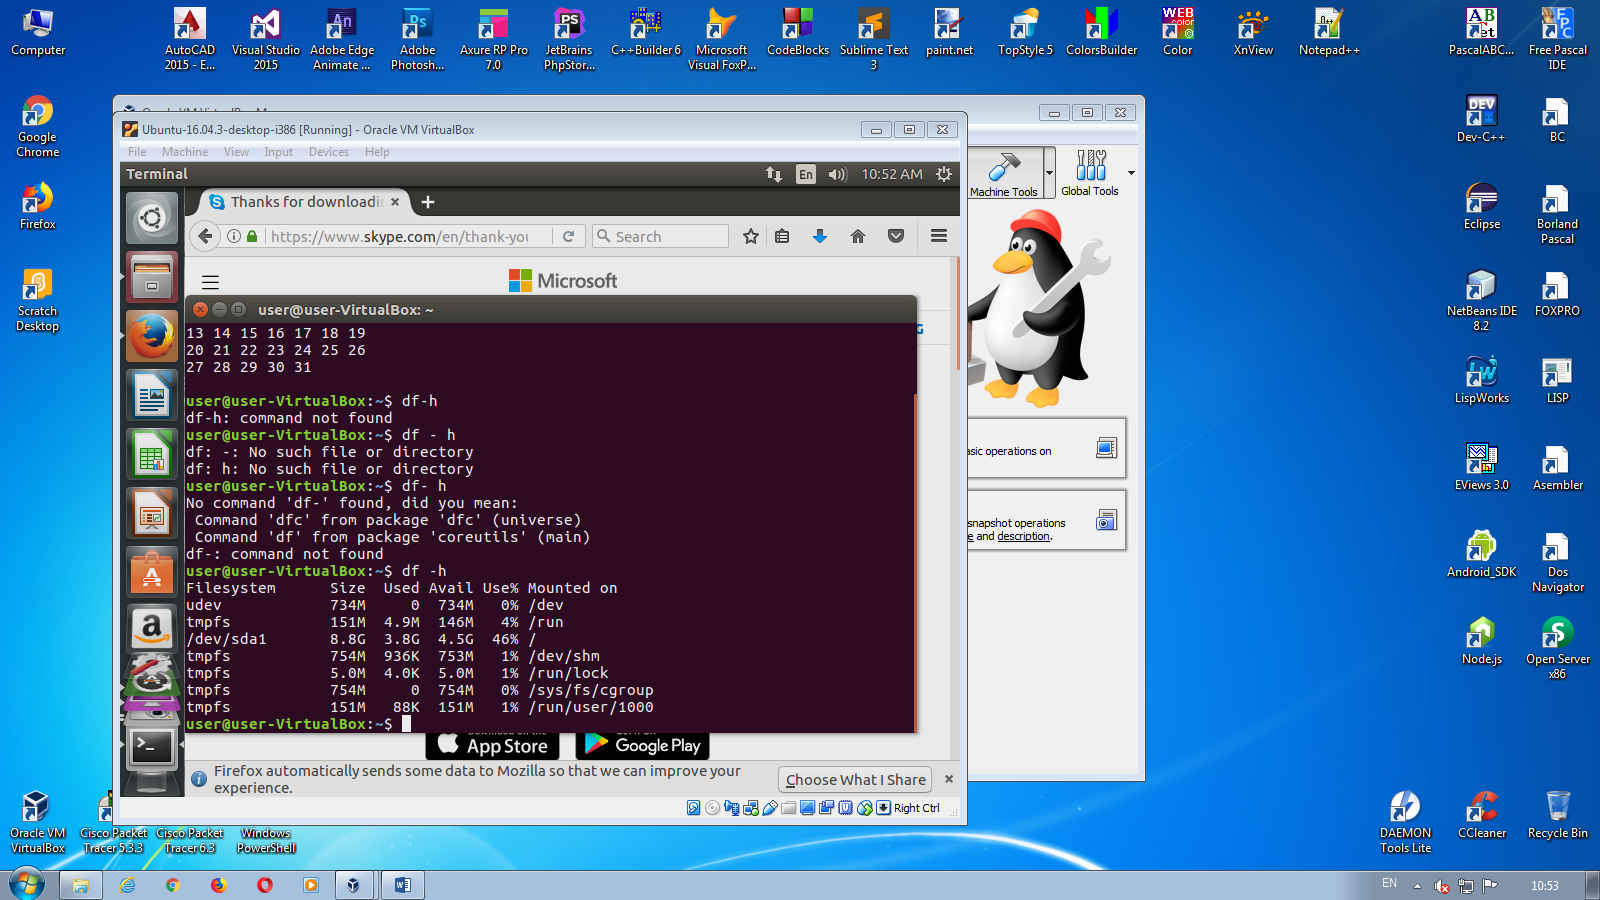 Computer
AutoCAD
2015 - E...
Visual Studio
2015
Adobe Edge
Animate ...
Adobe
Photosh...
Axure RP Pro
7.0
JetBrains
PhpStor...
C++Builder 6
Microsoft
Visual FoxP...
CodeBlocks
Sublime Text
3
paint.net
TopStyle 5
ColorsBuilder
WEB
color
Color
XnView
Notepad++
PascalABC...
Free Pascal
IDE
Google
Chrome
Firefox
Scratch
Desktop
Ubuntu-16.04.3-desktop-i386 [Running] - Oracle VM VirtualBox
File Machine View Input Devices Help
Terminal
En
10:52 AM
Thanks for downloadi
https://www.skype.com/en/thank-you
Search
Microsoft
user@user-VirtualBox: ~
13 14 15 16 17 18 19
20 21 22 23 24 25 26
27 28 29 30 31
user@user-VirtualBox:~$ df-h
df-h: command not found
user@user-VirtualBox:~$ df - h
df: -: No such file or directory
df: h: No such file or directory
user@user-VirtualBox:~$ df- h
No command 'df-' found, did you mean:
Command 'dfc' from package 'dfc' (universe)
Command 'df' from package 'coreutils' (main)
df-: command not found
user@user-VirtualBox:~$ df -h
Filesystem Size Used Avail Use% Mounted on
udev 734M 0 734M 0% /dev
tmpfs 151M 4.9M 146M 4% /run
/dev/sda1 8.8G 3.8G 4.5G 46% /
tmpfs 754M 936K 753M 1% /dev/shm
tmpfs 5.0M 4.0K 5.0M 1% /run/lock
tmpfs 754M 0 754M 0% /sys/fs/cgroup
tmpfs 151M 88K 151M 1% /run/user/1000
user@user-VirtualBox:~$
App Store
Google Play
Firefox automatically sends some data to Mozilla so that we can improve your
experience.
Choose What I Share
Right Ctrl
Machine Tools
Global Tools
asic operations on
snapshot operations
e and description.
DEV
Dev-C++
BC
Eclipse
Borland
Pascal
NetBeans IDE
8.2
FOXPRO
LispWorks
LISP
EViews 3.0
Asembler
Android_SDK
Dos
Navigator
Node.js
Open Server
x86
Oracle VM
VirtualBox
Cisco Packet
Tracer 5.3.3
Cisco Packet
Tracer 6.3
Windows
PowerShell
DAEMON
Tools Lite
CCleaner
Recycle Bin
EN
10:53